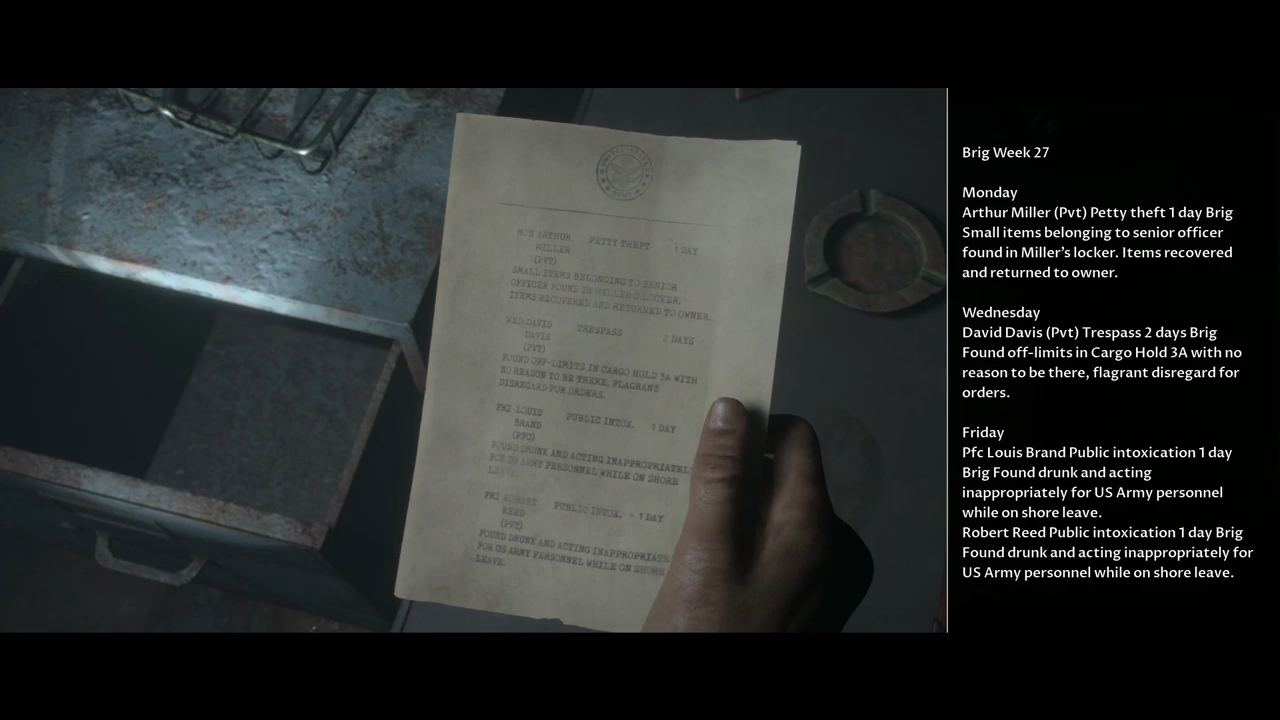 UNITED STATES
ARMY
MON ARTHUR PETTY THEFT 1 DAY
MILLER
(PVT)
SMALL ITEMS BELONGING TO SENIOR
OFFICER FOUND IN MILLER'S LOCKER.
ITEMS RECOVERED AND RETURNED TO OWNER.
WED DAVID TRESPASS 2 DAYS
DAVIS
(PVT)
FOUND OFF-LIMITS IN CARGO HOLD 3A WITH
NO REASON TO BE THERE, FLAGRANT
DISREGARD FOR ORDERS.
FRI LOUIS PUBLIC INTOX. 1 DAY
BRAND
(PFC)
FOUND DRUNK AND ACTING INAPPROPRIATELY
FOR US ARMY PERSONNEL WHILE ON SHORE
LEAVE.
FRI ROBERT PUBLIC INTOX. - 1 DAY
REED
(PVT)
FOUND DRUNK AND ACTING INAPPROPRIATE
FOR US ARMY PERSONNEL WHILE ON SHORE
LEAVE.
Brig Week 27
Monday
Arthur Miller (Pvt) Petty theft 1 day Brig
Small items belonging to senior officer
found in Miller's locker. Items recovered
and returned to owner.
Wednesday
David Davis (Pvt) Trespass 2 days Brig
Found off-limits in Cargo Hold 3A with no
reason to be there, flagrant disregard for
orders.
Friday
Pfc Louis Brand Public intoxication 1 day
Brig Found drunk and acting
inappropriately for US Army personnel
while on shore leave.
Robert Reed Public intoxication 1 day Brig
Found drunk and acting inappropriately for
US Army personnel while on shore leave.